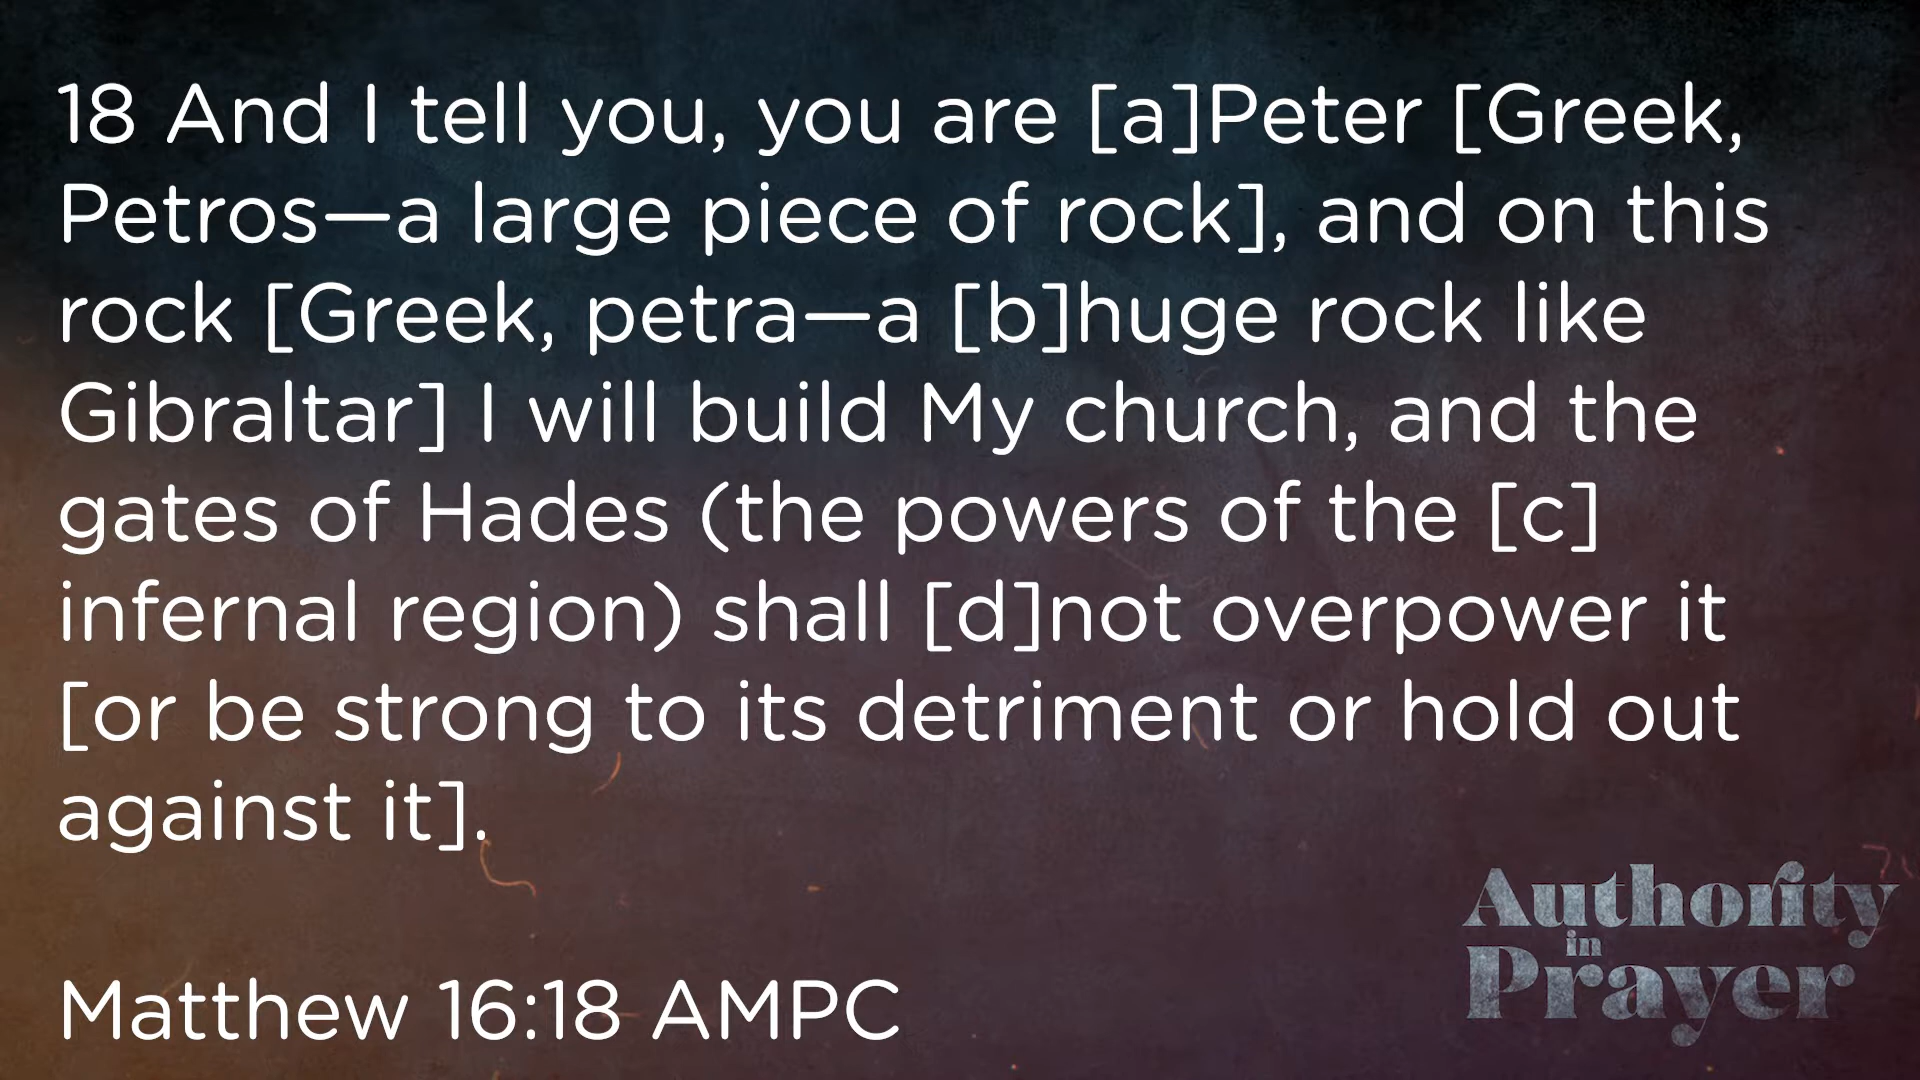 18 And I tell you, you are [a]Peter [Greek,
Petros—a large piece of rock], and on this
rock [Greek, petra—a [b]huge rock like
Gibraltar] I will build My church, and the
gates of Hades (the powers of the [c]
infernal region) shall [d]not overpower it
[or be strong to its detriment or hold out
against it].
Matthew 16:18 AMPC
Authority
in
Prayer